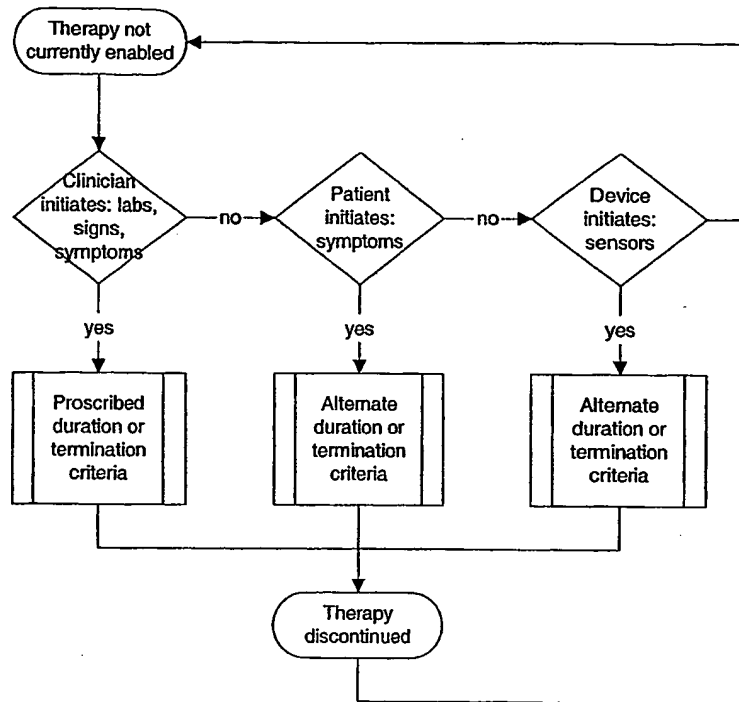 Therapy not
currently enabled
Clinician
initiates: labs,
signs,
symptoms
no
Patient
initiates:
symptoms
no
Device
initiates:
sensors
yes
yes
yes
Proscribed
duration or
termination
criteria
Alternate
duration or
termination
criteria
Alternate
duration or
termination
criteria
Therapy
discontinued